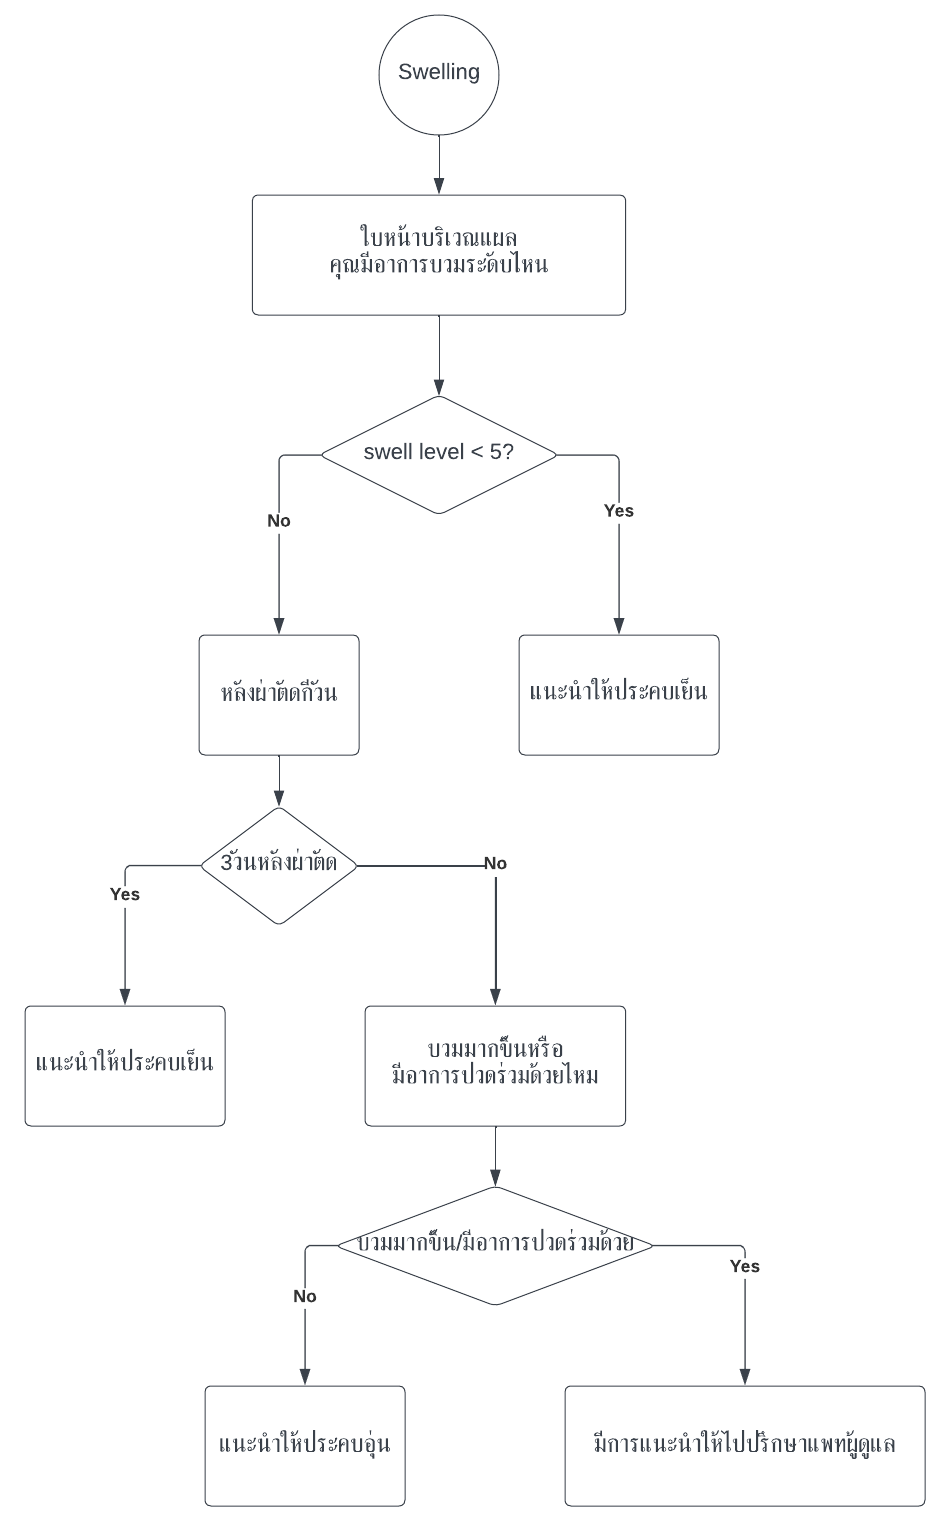 Swelling
ใบหน้าบริเวณแผล
คุณมีอาการบวมระดับไหน
swell level < 5?
No
Yes
หลังผ่าตัดกี่วัน
แนะนำให้ประคบเย็น
3วันหลังผ่าตัด
No
Yes
แนะนำให้ประคบเย็น
บวมมากขึ้นหรือ
มีอาการปวดร่วมด้วยไหม
บวมมากขึ้น/มีอาการปวดร่วมด้วย
Yes
No
แนะนำให้ประคบอุ่น
มีการแนะนำให้ไปปรึกษาแพทผู้ดูแล